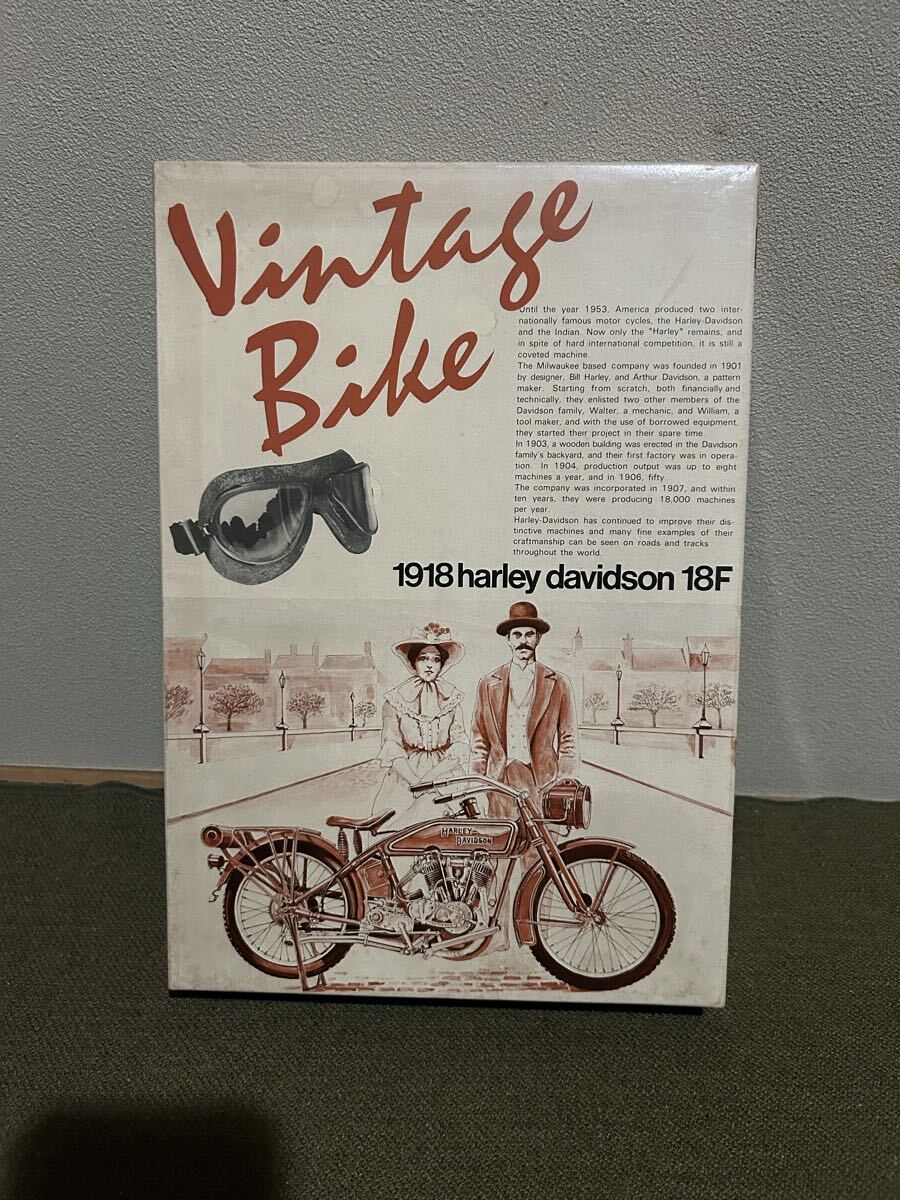 Vintage
Bike
Until the year 1953, America produced two inter-
nationally famous motor cycles, the Harley-Davidson
and the Indian. Now only the "Harley" remains, and
in spite of hard international competition, it is still a
coveted machine.
The Milwaukee based company was founded in 1901
by designer, Bill Harley, and Arthur Davidson, a pattern
maker. Starting from scratch, both financially and
technically, they enlisted two other members of the
Davidson family, Walter, a mechanic, and William, a
tool maker, and with the use of borrowed equipment,
they started their project in their spare time.
In 1903, a wooden building was erected in the Davidson
family's backyard, and their first factory was in opera-
tion. In 1904, production output was up to eight
machines a year, and in 1906, fifty.
The company was incorporated in 1907, and within
ten years, they were producing 18,000 machines
per year.
Harley-Davidson has continued to improve their dis-
tinctive machines and many fine examples of their
craftmanship can be seen on roads and tracks
throughout the world.
1918 harley davidson 18F
HARLEY-
DAVIDSON